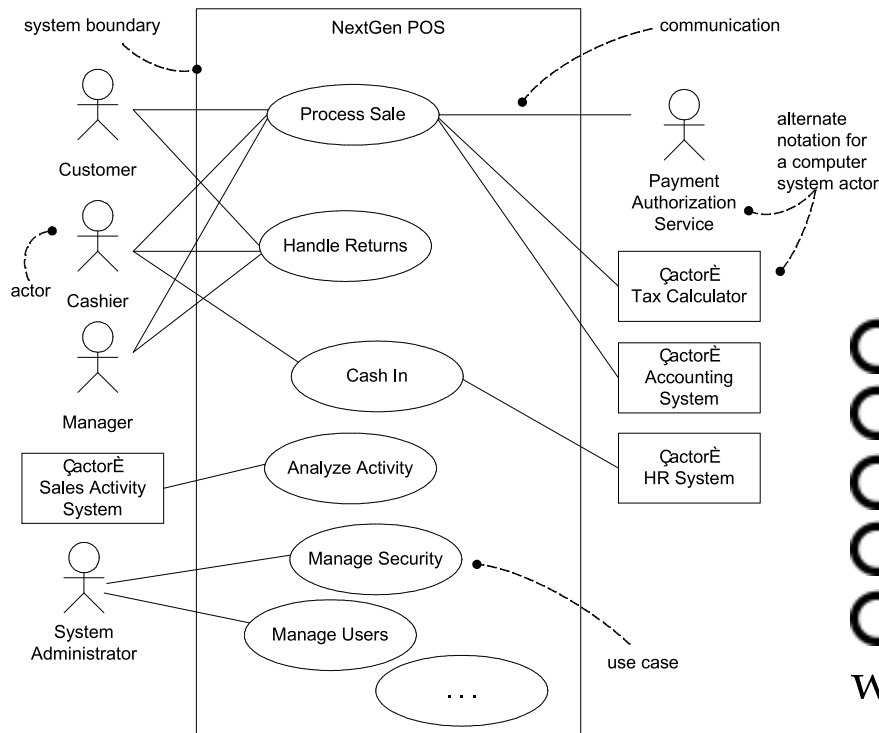 system boundary
NextGen POS
communication
Process Sale
Customer
alternate
notation for
a computer
system actor
Payment
Authorization
Service
Handle Returns
actor
Cashier
ÇactorÈ
Tax Calculator
Cash In
ÇactorÈ
Accounting
System
Manager
ÇactorÈ
Sales Activity
System
Analyze Activity
ÇactorÈ
HR System
Manage Security
System
Administrator
Manage Users
use case
. . .